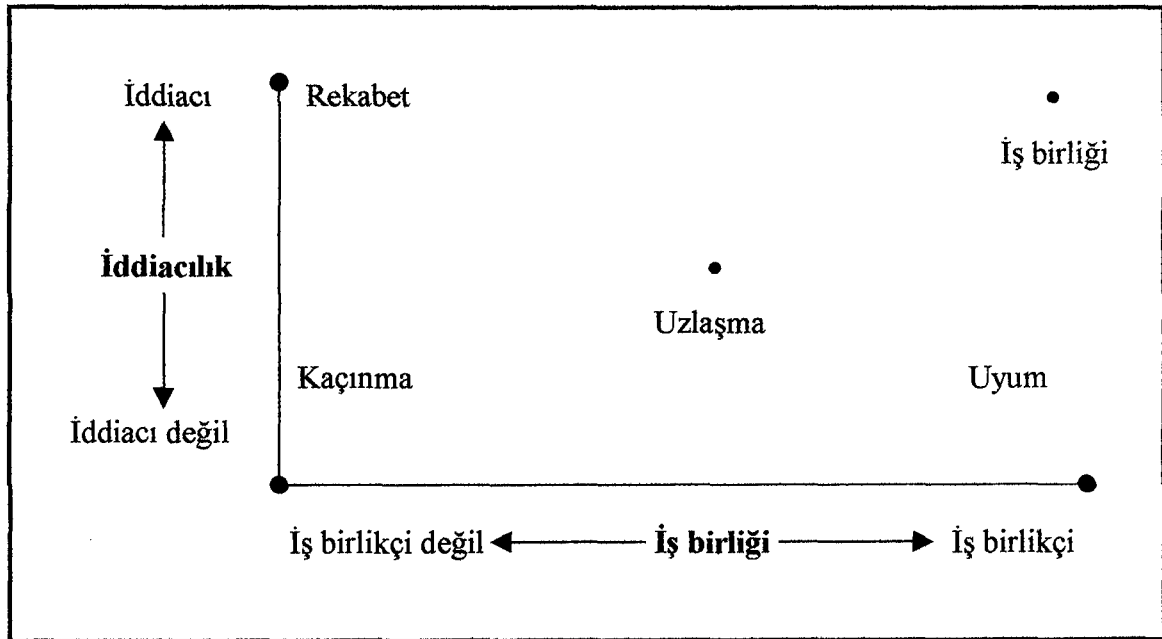 İddiacı Rekabet
İş birliği
İddiacılık
Uzlaşma
Kaçınma Uyum
İddiacı değil
İş birlikçi değil İş birliği İş birlikçi